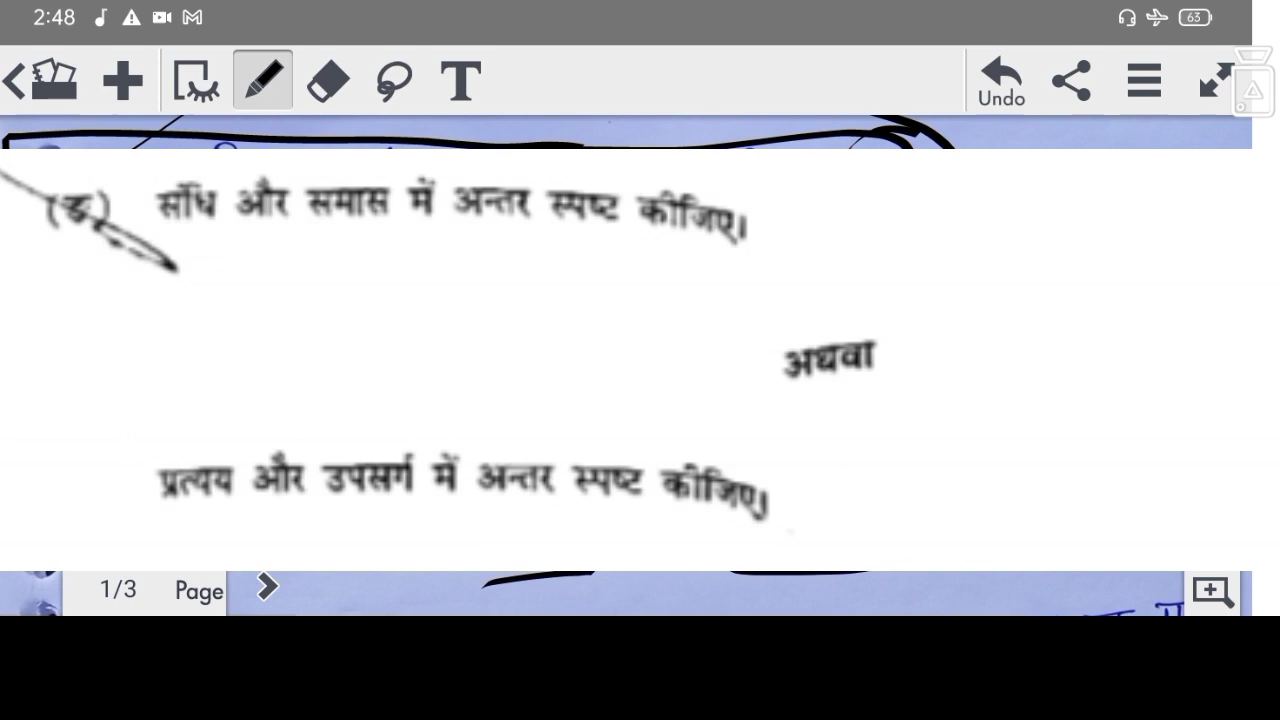 2:48
63
T
Undo
(ङ) संधि और समास में अन्तर स्पष्ट कीजिए।
अथवा
प्रत्यय और उपसर्ग में अन्तर स्पष्ट कीजिए।
1/3 Page